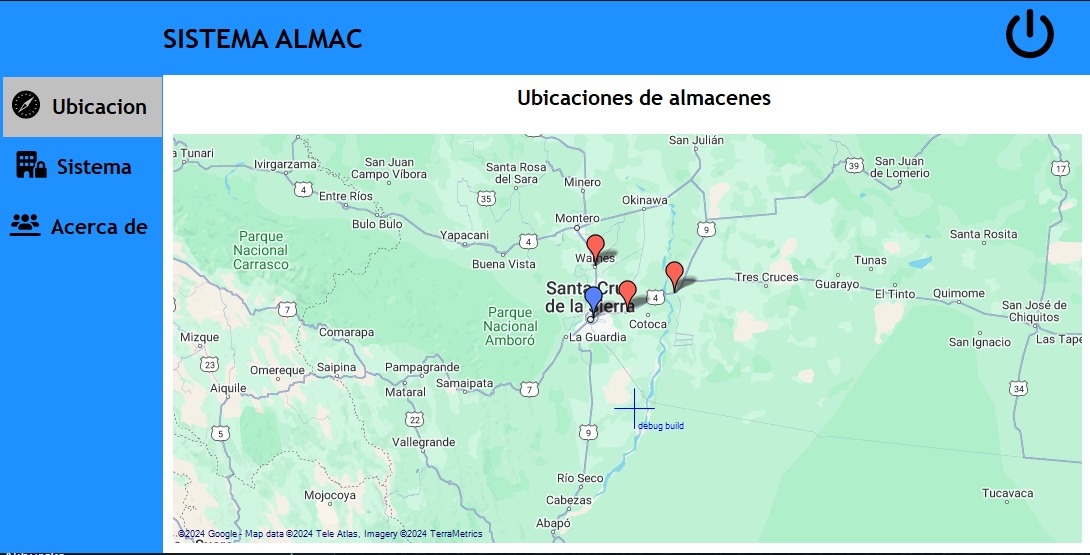 SISTEMA ALMAC
Ubicacion
Sistema
Acerca de
Ubicaciones de almacenes
San Julián
a Tunari
Ivirgarzama
San Juan
Campo Víbora
Santa Rosa
del Sara
39
San Juan
de Lomerio
17
4
Entre Ríos
35
Minero
Okinawa
Bulo Bulo
Montero
9
Yapacani
4
Santa Rosita
Parque
Nacional
Carrasco
Buena Vista
Warnes
Tunas
Tres Cruces
Guarayo
El Tinto
Quimome
Santa Cruz
de la Sierra
4
San José de
Chiquitos
7
Parque
Nacional
Amboró
Cotoca
Mizque
Comarapa
La Guardia
San Ignacio
Las Tape
23
Omereque
Saipina
Pampagrande
Aiquile
Mataral
Samaipata
7
34
22
debug build
5
Vallegrande
9
Río Seco
Mojocoya
Cabezas
Tucavaca
Abapó
©2024 Google - Map data ©2024 Tele Atlas, Imagery ©2024 TerraMetrics